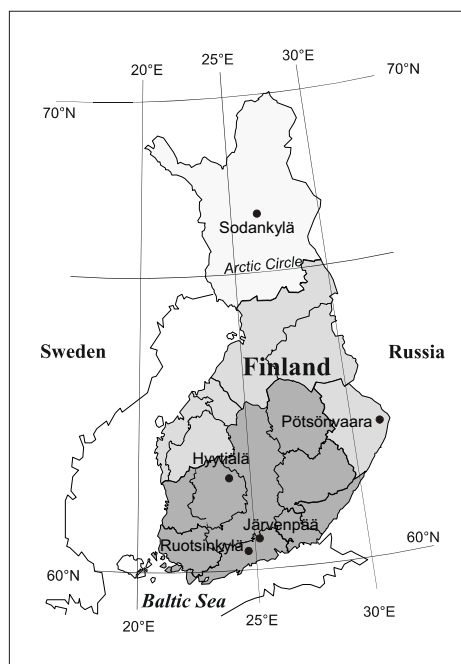 20°E
25°E
30°E
70°N
70°N
Sodankylä
Arctic Circle
Sweden
Finland
Russia
Pötsönvaara
Hyytiälä
Järvenpää
Ruotsinkylä
60°N
60°N
Baltic Sea
20°E
25°E
30°E